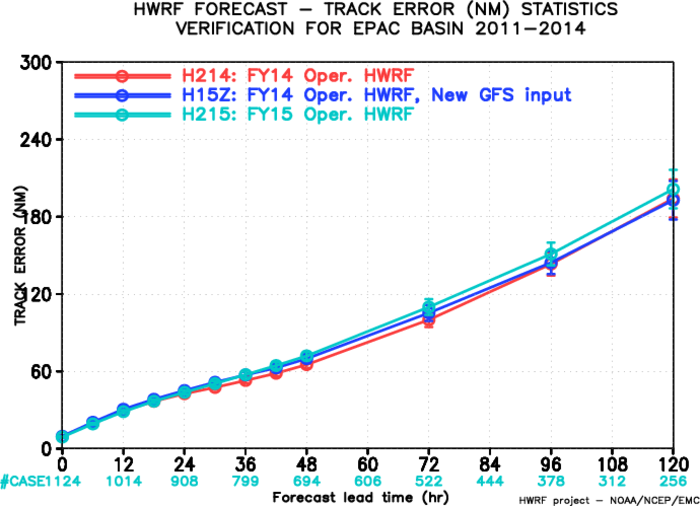 HWRF FORECAST – TRACK ERROR (NM) STATISTICS
VERIFICATION FOR EPAC BASIN 2011–2014
H214: FY14 Oper. HWRF
H15Z: FY14 Oper. HWRF, New GFS input
H215: FY15 Oper. HWRF
TRACK ERROR (NM)
300
240
180
120
60
0
0 12 24 36 48 60 72 84 96 108 120
#CASE1124 1014 908 799 694 606 522 444 378 312 256
Forecast lead time (hr)
HWRF project – NOAA/NCEP/EMC